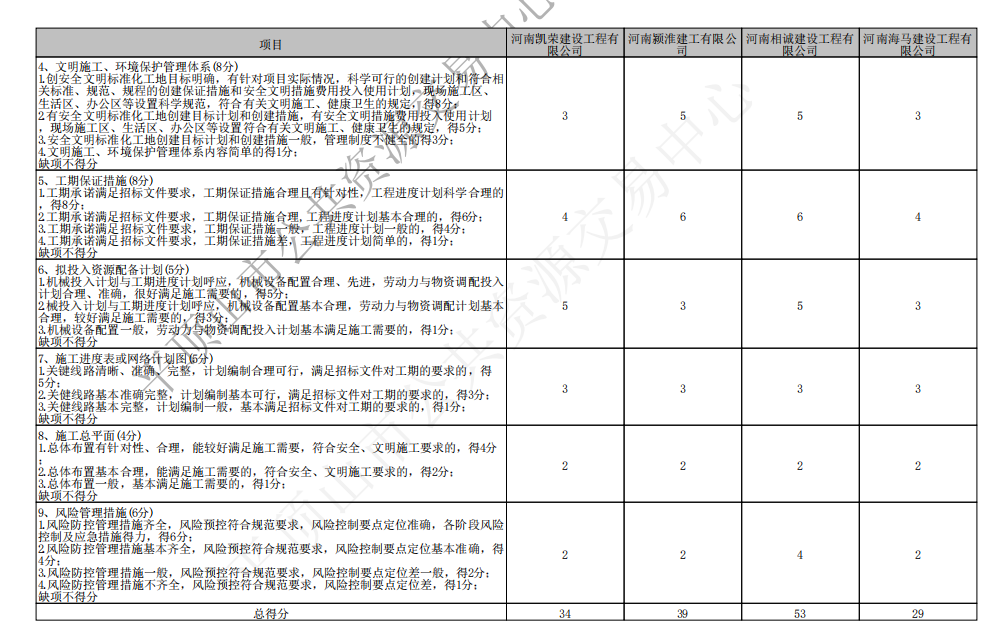 项目
河南凯荣建设工程有
限公司
河南颍淮建工有限公
司
河南相诚建设工程有
限公司
河南海马建设工程有
限公司
4、文明施工、环境保护管理体系(8分)
1.创安全文明标准化工地目标明确，有针对项目实际情况，科学可行的创建计划和符合相
关标准、规范、规程的创建保证措施和安全文明措施费用投入使用计划，现场施工区、
生活区、办公区等设置科学规范，符合有关文明施工、健康卫生的规定，得8分；
2有安全文明标准化工地创建目标计划和创建措施，有安全文明措施费用投入使用计划
，现场施工区、生活区、办公区等设置符合有关文明施工、健康卫生的规定，得5分；
3.安全文明标准化工地创建目标计划和创建措施一般，管理制度不健全的得3分；
4.文明施工、环境保护管理体系内容简单的得1分；
缺项不得分
3
5
5
3
5、工期保证措施(8分)
1.工期承诺满足招标文件要求，工期保证措施合理且有针对性，工程进度计划科学合理的
，得8分；
2工期承诺满足招标文件要求，工期保证措施合理,工程进度计划基本合理的，得6分；
3.工期承诺满足招标文件要求，工期保证措施一般，工程进度计划一般的，得4分；
4.工期承诺满足招标文件要求，工期保证措施差，工程进度计划简单的，得1分；
缺项不得分
4
6
6
4
6、拟投入资源配备计划(5分)
1.机械投入计划与工期进度计划呼应，机械设备配置合理、先进，劳动力与物资调配投入
计划合理、准确，很好满足施工需要的，得5分；
2械投入计划与工期进度计划呼应，机械设备配置基本合理，劳动力与物资调配计划基本
合理，较好满足施工需要的，得3分；
3.机械设备配置一般，劳动力与物资调配投入计划基本满足施工需要的，得1分；
缺项不得分
5
3
5
3
7、施工进度表或网络计划图(5分)
1.关键线路清晰、准确、完整，计划编制合理可行，满足招标文件对工期的要求的，得
5分；
2.关健线路基本准确完整，计划编制基本可行，满足招标文件对工期的要求的，得3分；
3.关健线路基本完整，计划编制一般，基本满足招标文件对工期的要求的，得1分；
缺项不得分
3
3
3
3
8、施工总平面(4分)
1.总体布置有针对性、合理，能较好满足施工需要，符合安全、文明施工要求的，得4分
；
2.总体布置基本合理，能满足施工需要的，符合安全、文明施工要求的，得2分；
3.总体布置一般，基本满足施工需要的，得1分；
缺项不得分
2
2
2
2
9、风险管理措施(6分)
1.风险防控管理措施齐全，风险预控符合规范要求，风险控制要点定位准确，各阶段风险
控制及应急措施得力，得6分；
2风险防控管理措施基本齐全，风险预控符合规范要求，风险控制要点定位基本准确，得
4分；
3.风险防控管理措施一般，风险预控符合规范要求，风险控制要点定位差一般，得2分；
4.风险防控管理措施不齐全，风险预控符合规范要求，风险控制要点定位差，得1分；
缺项不得分
2
2
4
2
总得分
34
39
53
29
平顶山市公共资源交易中心
平顶山市公共资源交易中心